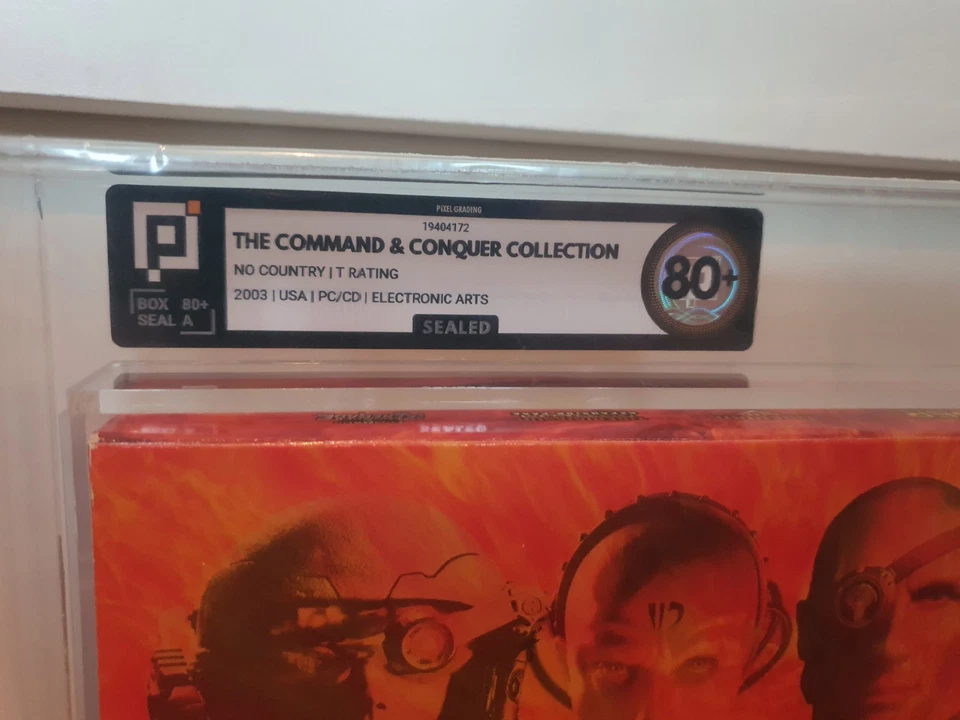 PIXEL GRADING
19404172
THE COMMAND & CONQUER COLLECTION
NO COUNTRY | T RATING
2003 | USA | PC/CD | ELECTRONIC ARTS
SEALED
BOX 80+
SEAL A
80+